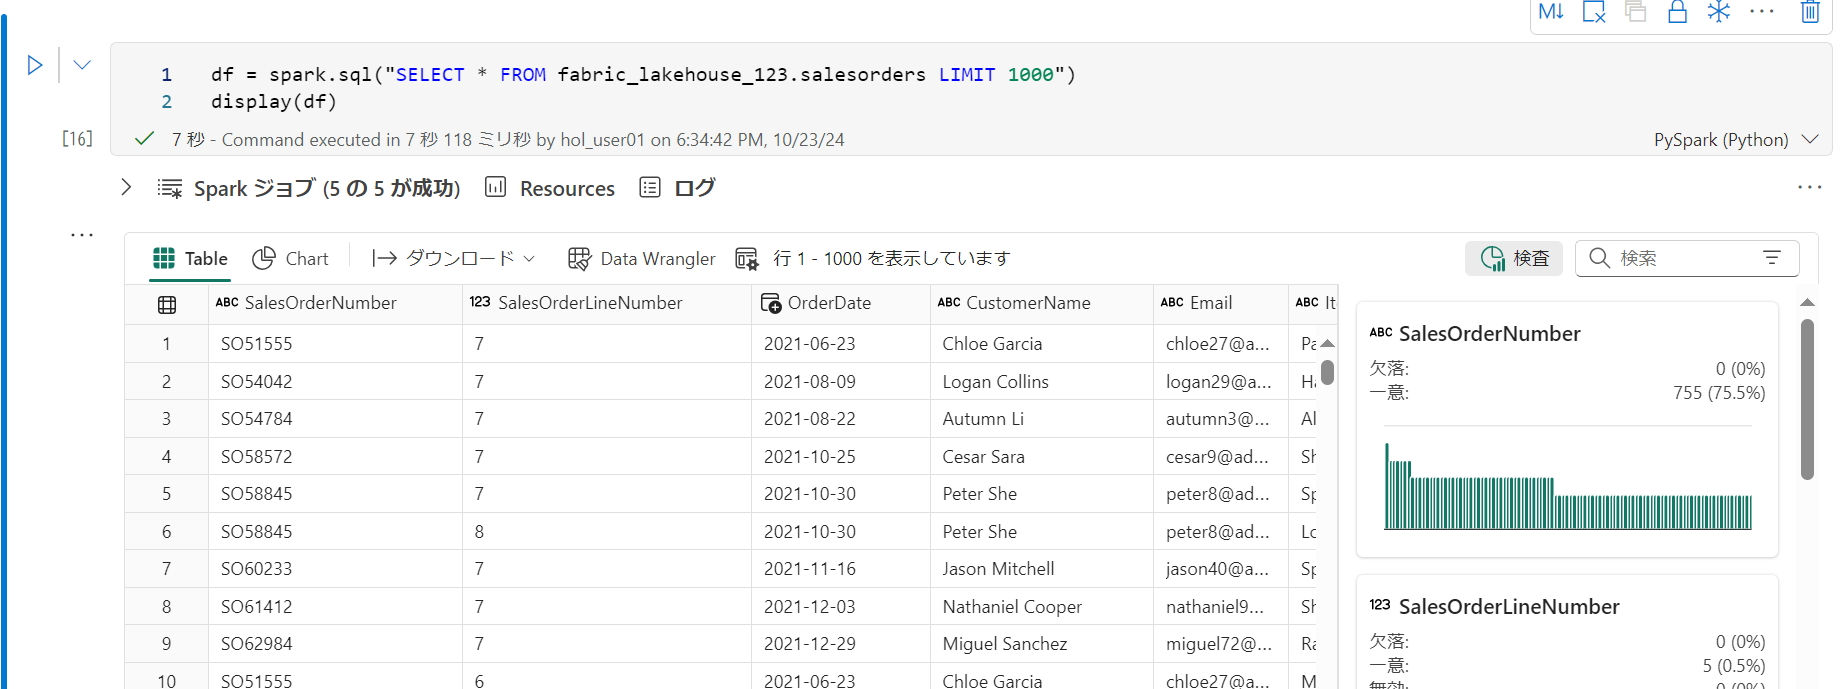 M↓
1 df = spark.sql("SELECT * FROM fabric_lakehouse_123.salesorders LIMIT 1000")
2 display(df)
[16] 7 秒 - Command executed in 7 秒 118 ミリ秒 by hol_user01 on 6:34:42 PM, 10/23/24 PySpark (Python)
Spark ジョブ (5 の 5 が成功) Resources ログ
Table Chart ダウンロード Data Wrangler 行 1 - 1000 を表示しています 検査 検索
ABC SalesOrderNumber 123 SalesOrderLineNumber OrderDate ABC CustomerName ABC Email ABC It
1 SO51555 7 2021-06-23 Chloe Garcia chloe27@a... Pa
2 SO54042 7 2021-08-09 Logan Collins logan29@a... H
3 SO54784 7 2021-08-22 Autumn Li autumn3@... Al
4 SO58572 7 2021-10-25 Cesar Sara cesar9@ad... Sh
5 SO58845 7 2021-10-30 Peter She peter8@ad... Sp
6 SO58845 8 2021-10-30 Peter She peter8@ad... Lo
7 SO60233 7 2021-11-16 Jason Mitchell jason40@a... Sp
8 SO61412 7 2021-12-03 Nathaniel Cooper nathaniel9... Sh
9 SO62984 7 2021-12-29 Miguel Sanchez miguel72@... Ra
10 SO51555 6 2021-06-23 Chloe Garcia chloe27@a... M
ABC SalesOrderNumber
欠落: 0 (0%)
一意: 755 (75.5%)
123 SalesOrderLineNumber
欠落: 0 (0%)
一意: 5 (0.5%)
無効: 0 (0%)